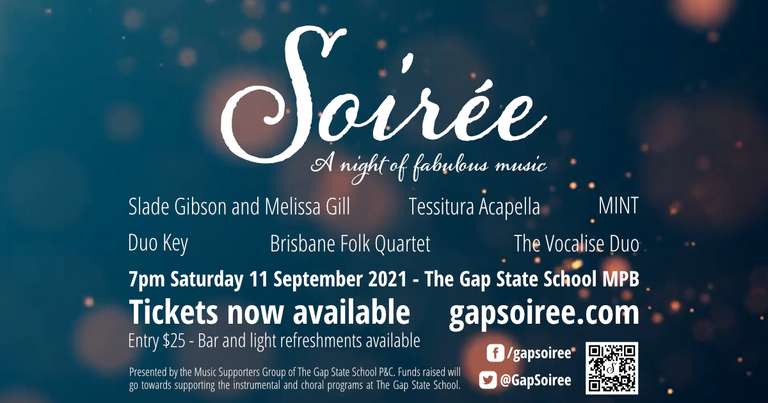 Soirée
A night of fabulous music
Slade Gibson and Melissa Gill Tessitura Acapella MINT
Duo Key Brisbane Folk Quartet The Vocalise Duo
7pm Saturday 11 September 2021 - The Gap State School MPB
Tickets now available gapsoiree.com
Entry $25 - Bar and light refreshments available
/gapsoiree
@GapSoiree
Presented by the Music Supporters Group of The Gap State School P&C. Funds raised will
go towards supporting the instrumental and choral programs at The Gap State School.